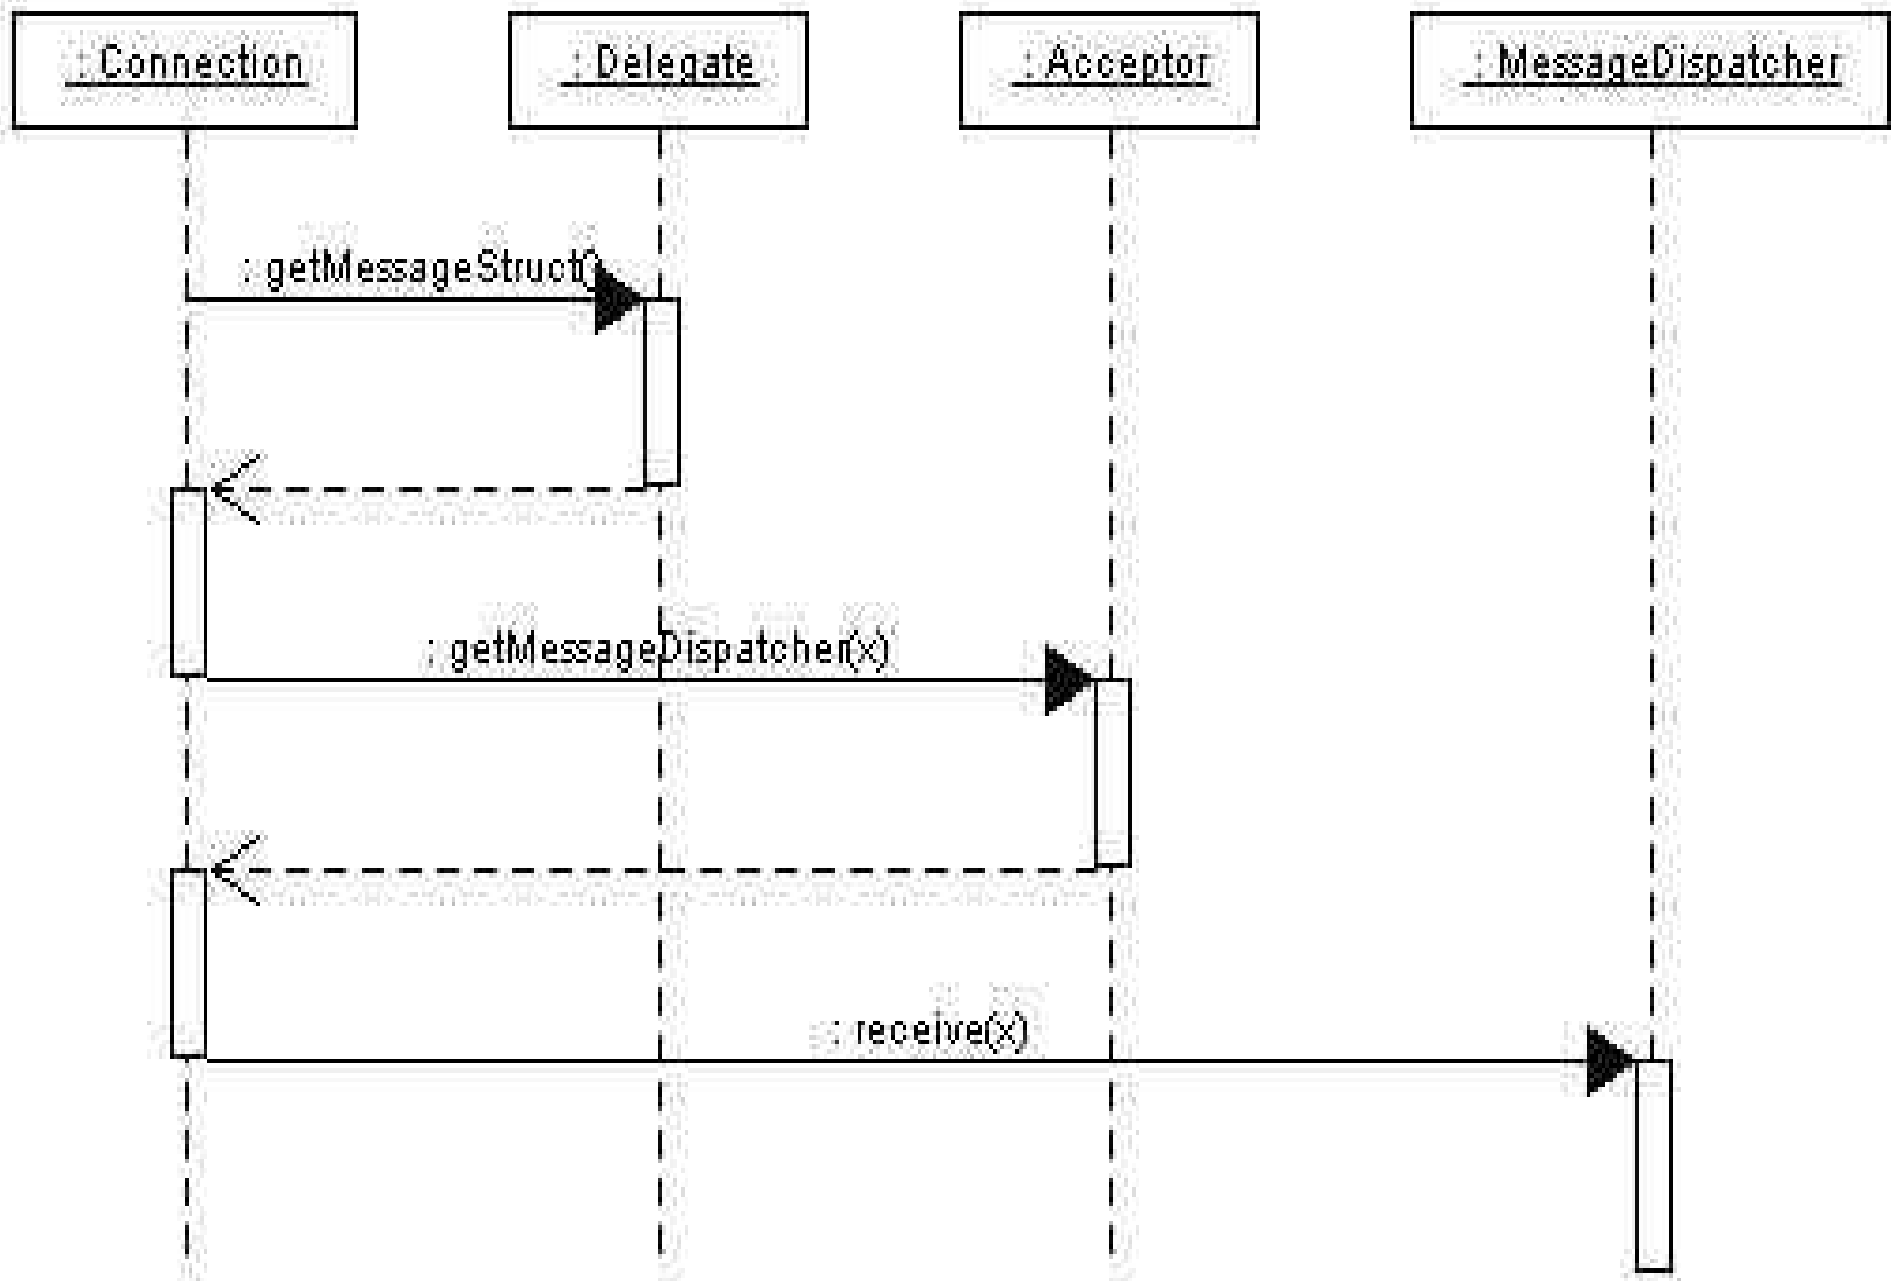 : Connection
: Delegate
: Acceptor
: MessageDispatcher
: getMessageStruct()
: getMessageDispatcher(x)
: receive(x)